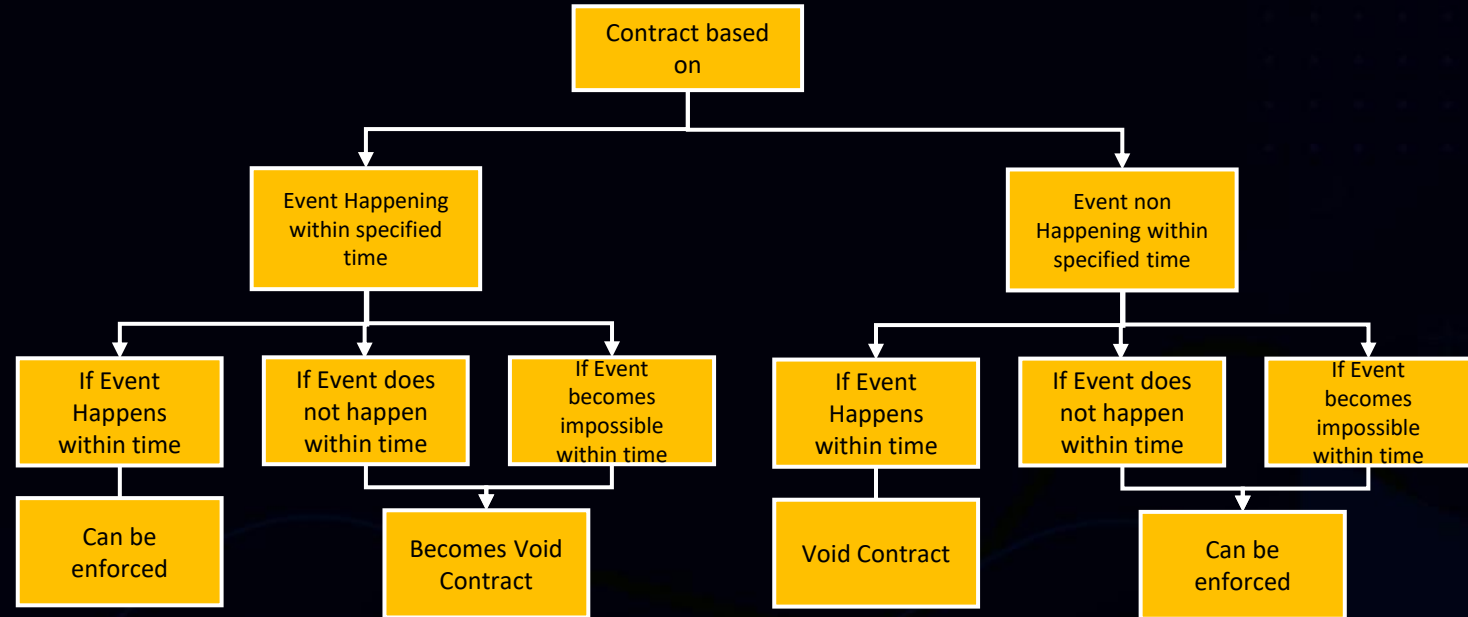 Contract based
on
Event Happening
within specified
time
Event non
Happening within
specified time
If Event
Happens
within time
If Event does
not happen
within time
If Event
becomes
impossible
within time
If Event
Happens
within time
If Event does
not happen
within time
If Event
becomes
impossible
within time
Can be
enforced
Becomes Void
Contract
Void Contract
Can be
enforced